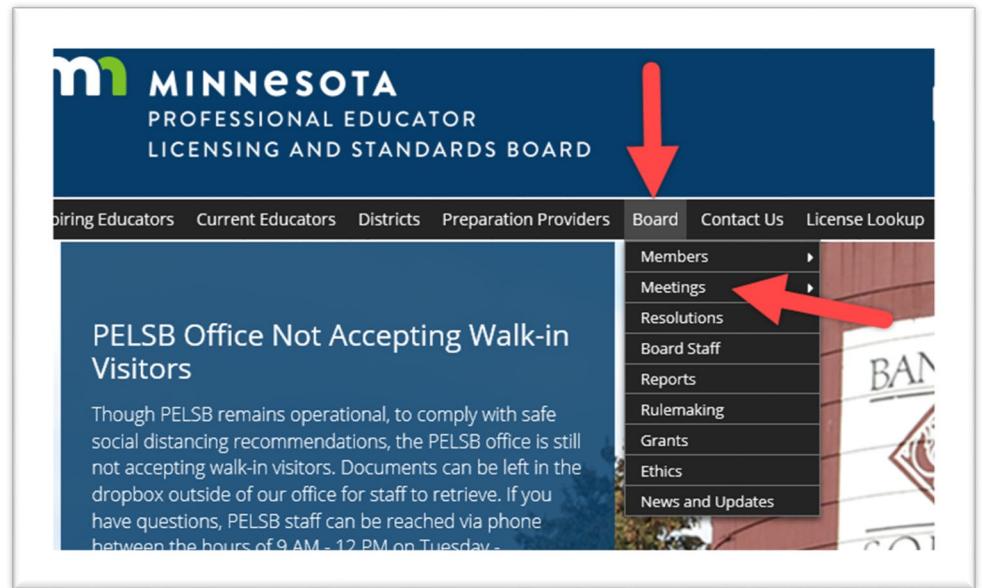 mn MINNesoTA
PROFESSIONAL EDUCATOR
LICENSING AND STANDARDS BOARD
piring Educators Current Educators Districts Preparation Providers Board Contact Us License Lookup
Members
Meetings
Resolutions
Board Staff
Reports
Rulemaking
Grants
Ethics
News and Updates
PELSB Office Not Accepting Walk-in
Visitors
Though PELSB remains operational, to comply with safe
social distancing recommendations, the PELSB office is still
not accepting walk-in visitors. Documents can be left in the
dropbox outside of our office for staff to retrieve. If you
have questions, PELSB staff can be reached via phone
between the hours of 9 AM - 12 PM on Tuesday -
BAN